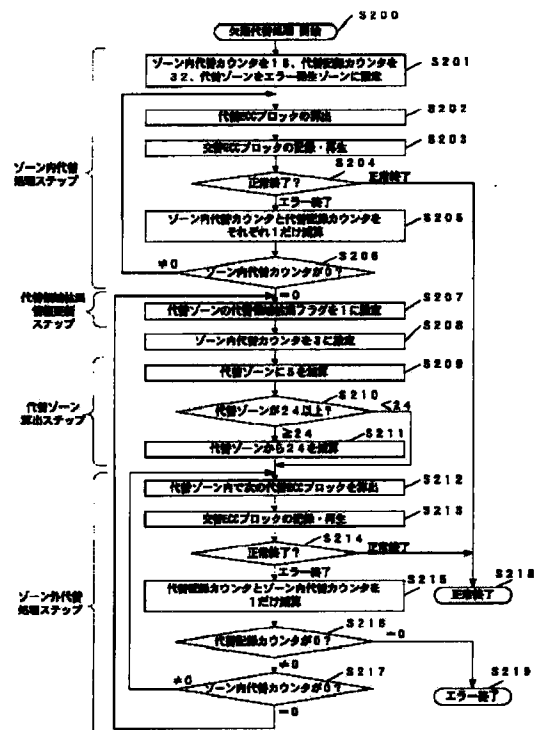 S200
欠陥代替処理 開始
S201
ゾーン内代替カウンタを16、代替記録カウンタを
32、代替ゾーンをエラー発生ゾーンに設定
S202
代替ECCブロックの算出
S203
交替ECCブロックの記録・再生
S204
正常終了?
正常終了
エラー終了
S205
ゾーン内代替カウンタと代替記録カウンタを
それぞれ1だけ減算
S206
ゾーン内代替カウンタが0?
≠0
=0
ゾーン内代替
処理ステップ
S207
代替ゾーンの代替領域枯渇フラグを1に設定
ステップ
S208
ゾーン内代替カウンタを3に設定
S209
代替ゾーンに5を加算
S210
代替ゾーンが24以上?
<24
≧24
S211
代替ゾーンから24を減算
代替ゾーン
算出ステップ
S212
代替ゾーン内で次の代替ECCブロックを算出
S213
交替ECCブロックの記録・再生
S214
正常終了?
正常終了
エラー終了
S215
代替記録カウンタとゾーン内代替カウンタを
1だけ減算
S216
代替記録カウンタが0?
=0
≠0
S217
ゾーン内代替カウンタが0?
≠0
=0
ゾーン外代替
処理ステップ
S218
正常終了
S219
エラー終了